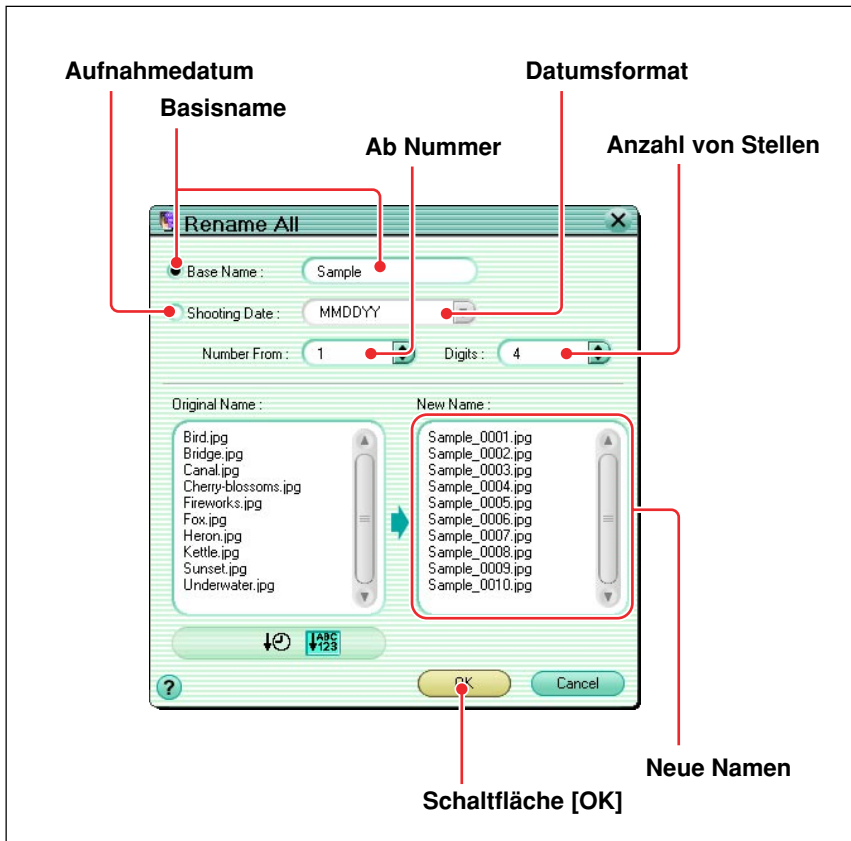 Aufnahmedatum
Datumsformat
Basisname
Ab Nummer
Anzahl von Stellen
Rename All
Base Name :
Sample
Shooting Date :
MMDDYY
Number From :
1
Digits :
4
Original Name :
New Name :
Bird.jpg
Bridge.jpg
Canal.jpg
Cherry-blossoms.jpg
Fireworks.jpg
Fox.jpg
Heron.jpg
Kettle.jpg
Sunset.jpg
Underwater.jpg
Sample_0001.jpg
Sample_0002.jpg
Sample_0003.jpg
Sample_0004.jpg
Sample_0005.jpg
Sample_0006.jpg
Sample_0007.jpg
Sample_0008.jpg
Sample_0009.jpg
Sample_0010.jpg
ABC
123
?
OK
Cancel
Neue Namen
Schaltfläche [OK]